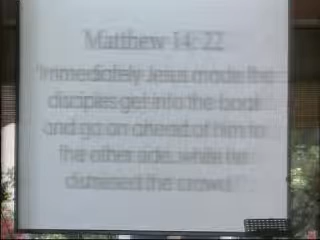 Matthew 14: 22
"Immediately Jesus made the
disciples get into the boat
and go on ahead of him to
the other side, while he
dismissed the crowd."